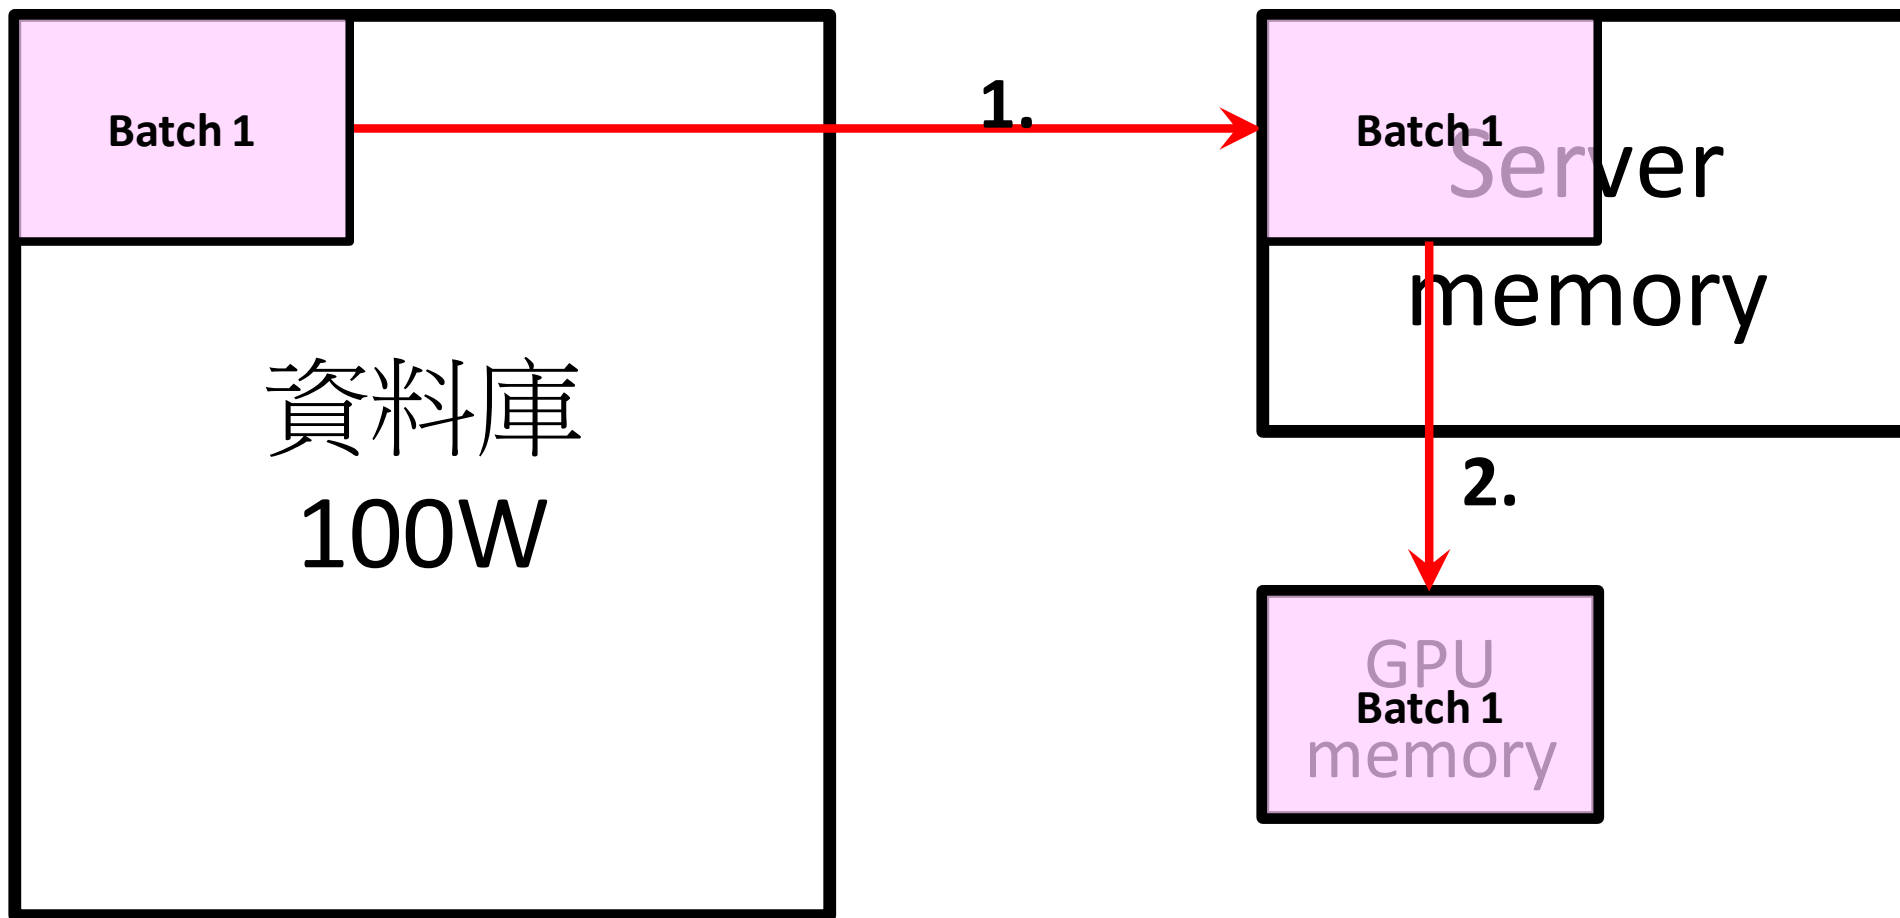 Batch 1
1.
Batch 1
Server
memory
資料庫
100W
2.
GPU
Batch 1
memory